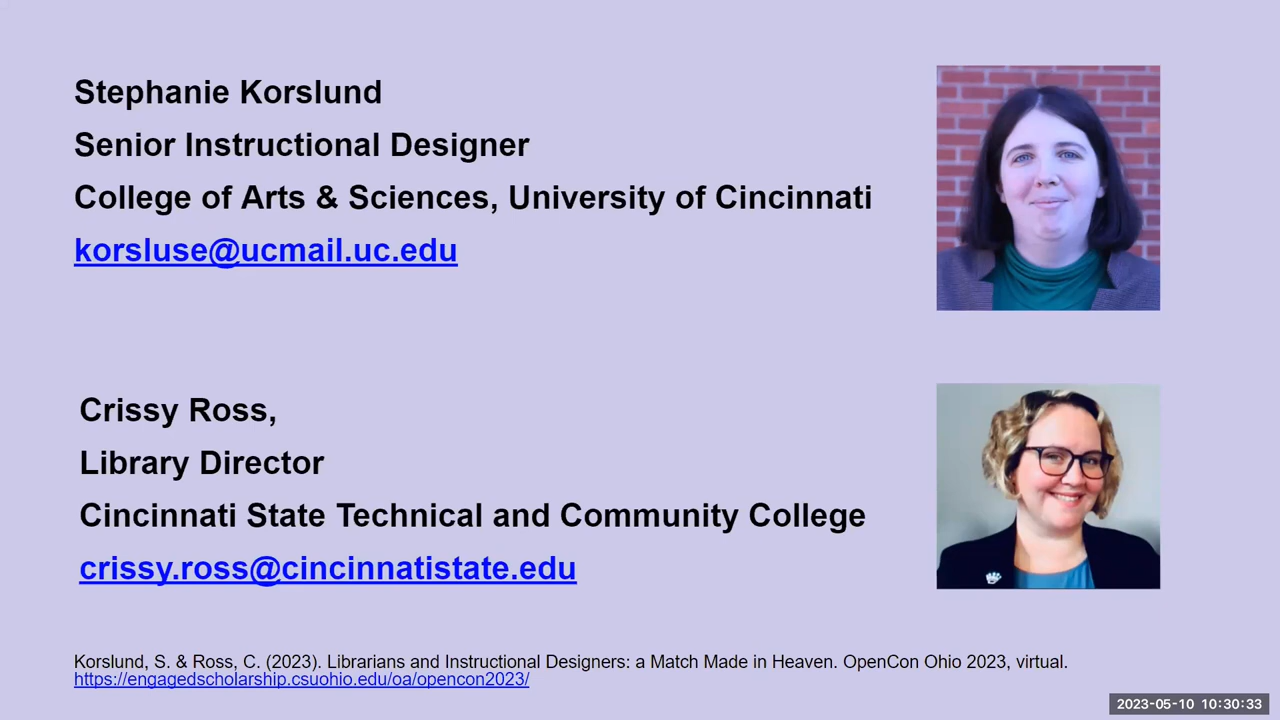 Stephanie Korslund
Senior Instructional Designer
College of Arts & Sciences, University of Cincinnati
korsluse@ucmail.uc.edu
Crissy Ross,
Library Director
Cincinnati State Technical and Community College
crissy.ross@cincinnatistate.edu
Korslund, S. & Ross, C. (2023). Librarians and Instructional Designers: a Match Made in Heaven. OpenCon Ohio 2023, virtual.
https://engagedscholarship.csuohio.edu/oa/opencon2023/
2023-05-10 10:30:33